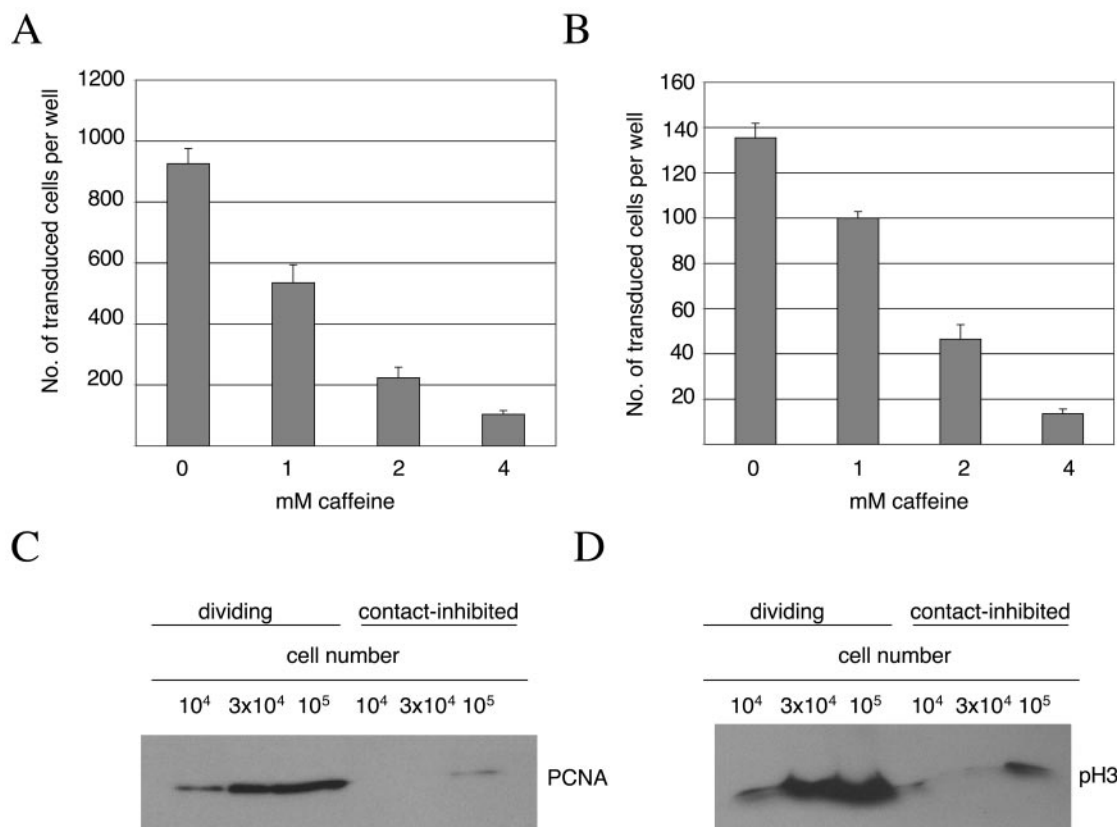 A
No. of transduced cells per well
1200
1000
800
600
400
200
0 1 2 4
mM caffeine
B
No. of transduced cells per well
160
140
120
100
80
60
40
20
0 1 2 4
mM caffeine
C
dividing contact-inhibited
cell number
10⁴ 3x10⁴ 10⁵ 10⁴ 3x10⁴ 10⁵
PCNA
D
dividing contact-inhibited
cell number
10⁴ 3x10⁴ 10⁵ 10⁴ 3x10⁴ 10⁵
pH3